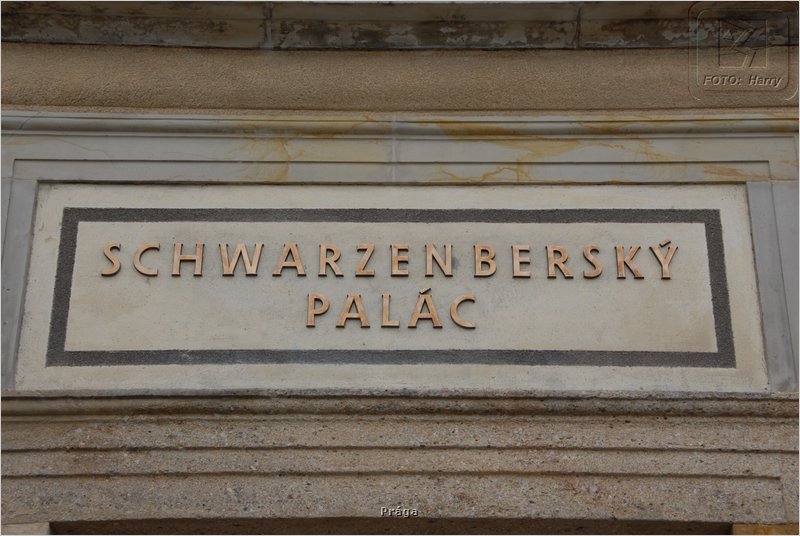 FOTO: Harry
SCHWARZENBERSKÝ
PALÁC
Prága